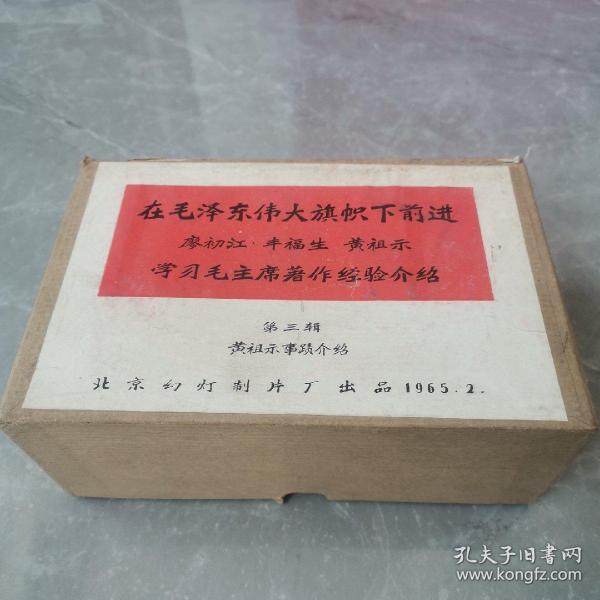 在毛泽东伟大旗帜下前进
廖初江·丰福生 黄祖示
学习毛主席著作经验介绍
第三辑
黄祖示事跡介绍
北京幻灯制片厂出品 1965.2.
孔夫子旧书网
www.kongfz.com